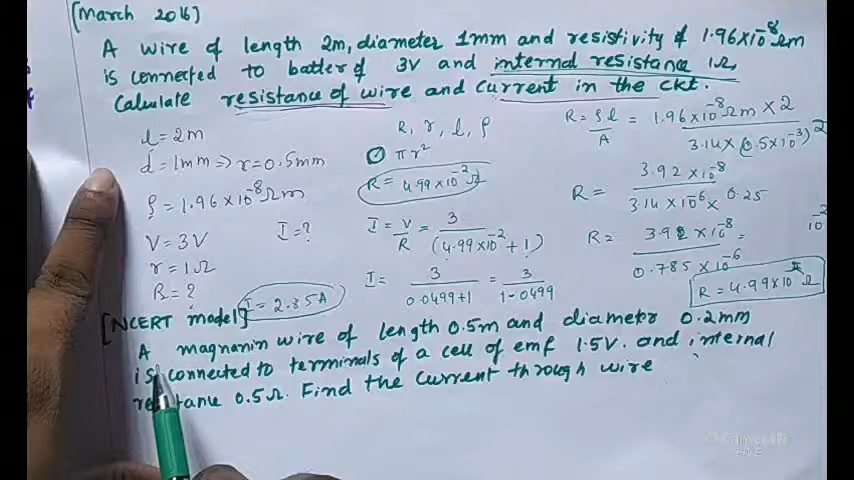 [March 2016]
A wire of length 2m, diameter 1mm and resistivity of 1.96×10⁻⁸ Ωm
is connected to batter of 3V and internal resistance 1Ω
Calculate resistance of wire and current in the ckt.
l = 2m
d = 1mm => r = 0.5mm
ρ = 1.96×10⁻⁸ Ωm
V = 3V
r = 1Ω
R = ?
I = ?
R, r, l, ρ
πr²
R = 4.99×10⁻² Ω
I = V/R = 3/(4.99×10⁻² + 1)
I = 3/0.0499+1 = 3/1.0499
I = 2.85A
R = ρl/A = 1.96×10⁻⁸ Ωm × 2/3.14×(0.5×10⁻³)²
R = 3.92×10⁻⁸/3.14×10⁻⁶× 0.25
R = 3.92×10⁻⁸/0.785×10⁻⁶ =
10⁻²
R = 4.99×10 Ω
[NCERT model]
A magnanin wire of length 0.5m and diameter 0.2mm
is connected to terminals of a cell of emf 1.5V. and internal
0.5Ω. Find the current through wire